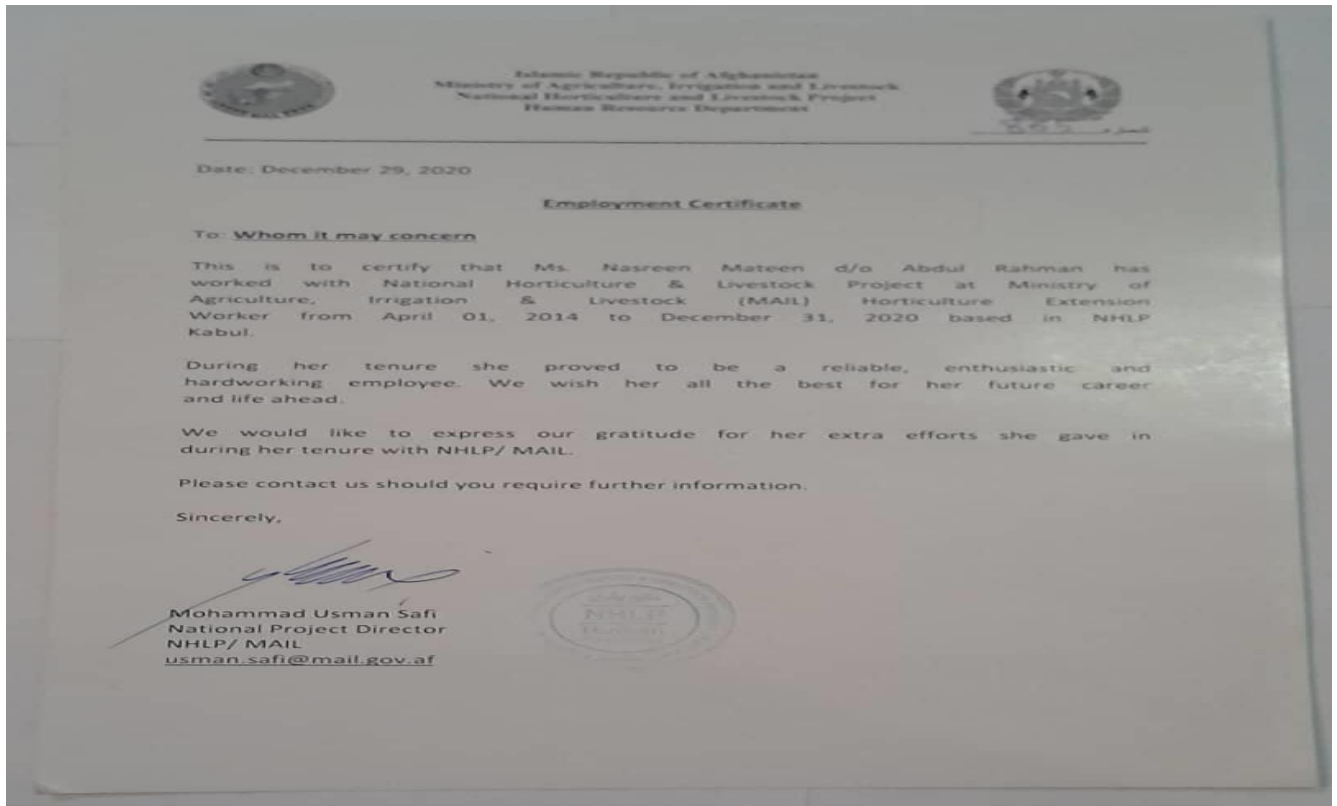 Islamic Republic of Afghanistan
Ministry of Agriculture, Irrigation and Livestock
National Horticulture and Livestock Project
Human Resource Department
Date: December 29, 2020
Employment Certificate
To: Whom it may concern
This is to certify that Ms. Nasreen Mateen d/o Abdul Rahman has
worked with National Horticulture & Livestock Project at Ministry of
Agriculture, Irrigation & Livestock (MAIL) Horticulture Extension
Worker from April 01, 2014 to December 31, 2020 based in NHLP
Kabul.
During her tenure she proved to be a reliable, enthusiastic and
hardworking employee. We wish her all the best for her future career
and life ahead.
We would like to express our gratitude for her extra efforts she gave in
during her tenure with NHLP/ MAIL.
Please contact us should you require further information.
Sincerely,
Mohammad Usman Safi
National Project Director
NHLP/ MAIL
usman.safi@mail.gov.af
NHLP
Human